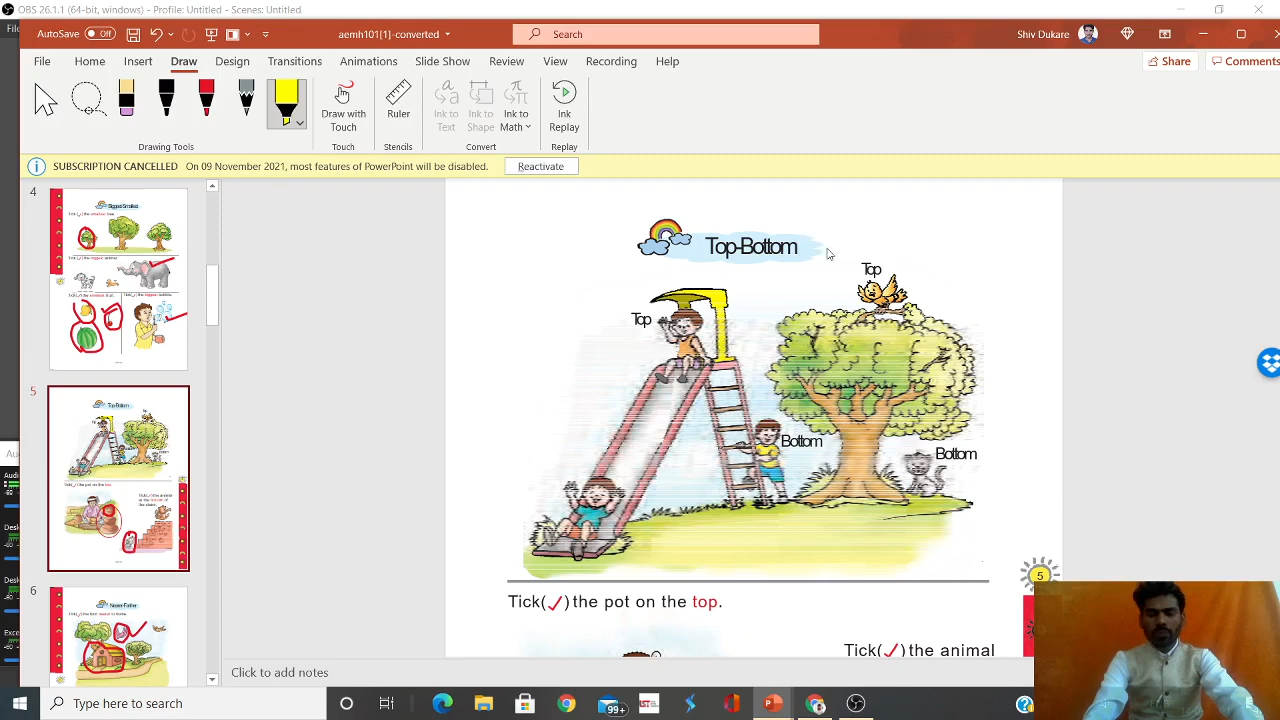 OBS 26.1.1 (64-bit, windows) - Profile: Untitled - Scenes: Untitled
AutoSave Off
aemh101[1]-converted
Search
Shiv Dukare
File Home Insert Draw Design Transitions Animations Slide Show Review View Recording Help
Share Comments
Draw with Touch
Ruler
Ink to Text
Ink to Shape
Ink to Math
Ink Replay
Drawing Tools Touch Stencils Convert Replay
SUBSCRIPTION CANCELLED On 09 November 2021, most features of PowerPoint will be disabled. Reactivate
4
5
6
Top-Bottom
Top
Top
Bottom
Bottom
5
Tick(✓) the pot on the top.
Tick(✓) the animal
Click to add notes
Type here to search
99+